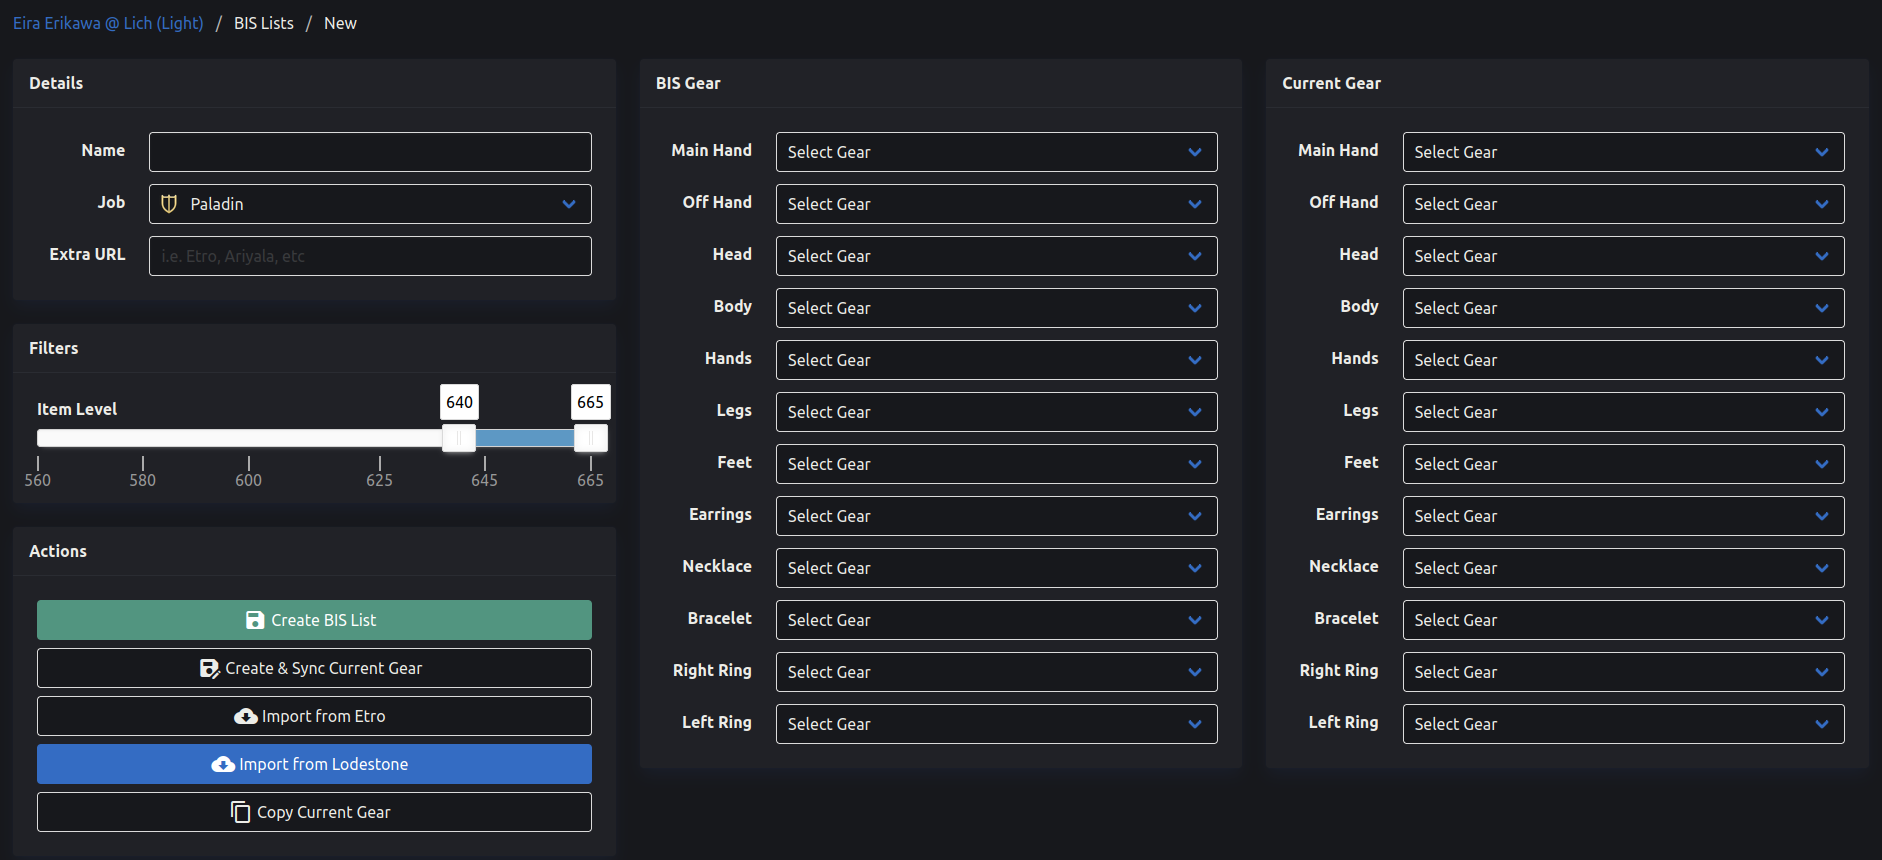 Eira Erikawa @ Lich (Light) / BIS Lists / New
Details
Name
Job Paladin
Extra URL i.e. Etro, Ariyala, etc
Filters
640 665
Item Level
560 580 600 625 645 665
Actions
Create BIS List
Create & Sync Current Gear
Import from Etro
Import from Lodestone
Copy Current Gear
BIS Gear
Main Hand Select Gear
Off Hand Select Gear
Head Select Gear
Body Select Gear
Hands Select Gear
Legs Select Gear
Feet Select Gear
Earrings Select Gear
Necklace Select Gear
Bracelet Select Gear
Right Ring Select Gear
Left Ring Select Gear
Current Gear
Main Hand Select Gear
Off Hand Select Gear
Head Select Gear
Body Select Gear
Hands Select Gear
Legs Select Gear
Feet Select Gear
Earrings Select Gear
Necklace Select Gear
Bracelet Select Gear
Right Ring Select Gear
Left Ring Select Gear